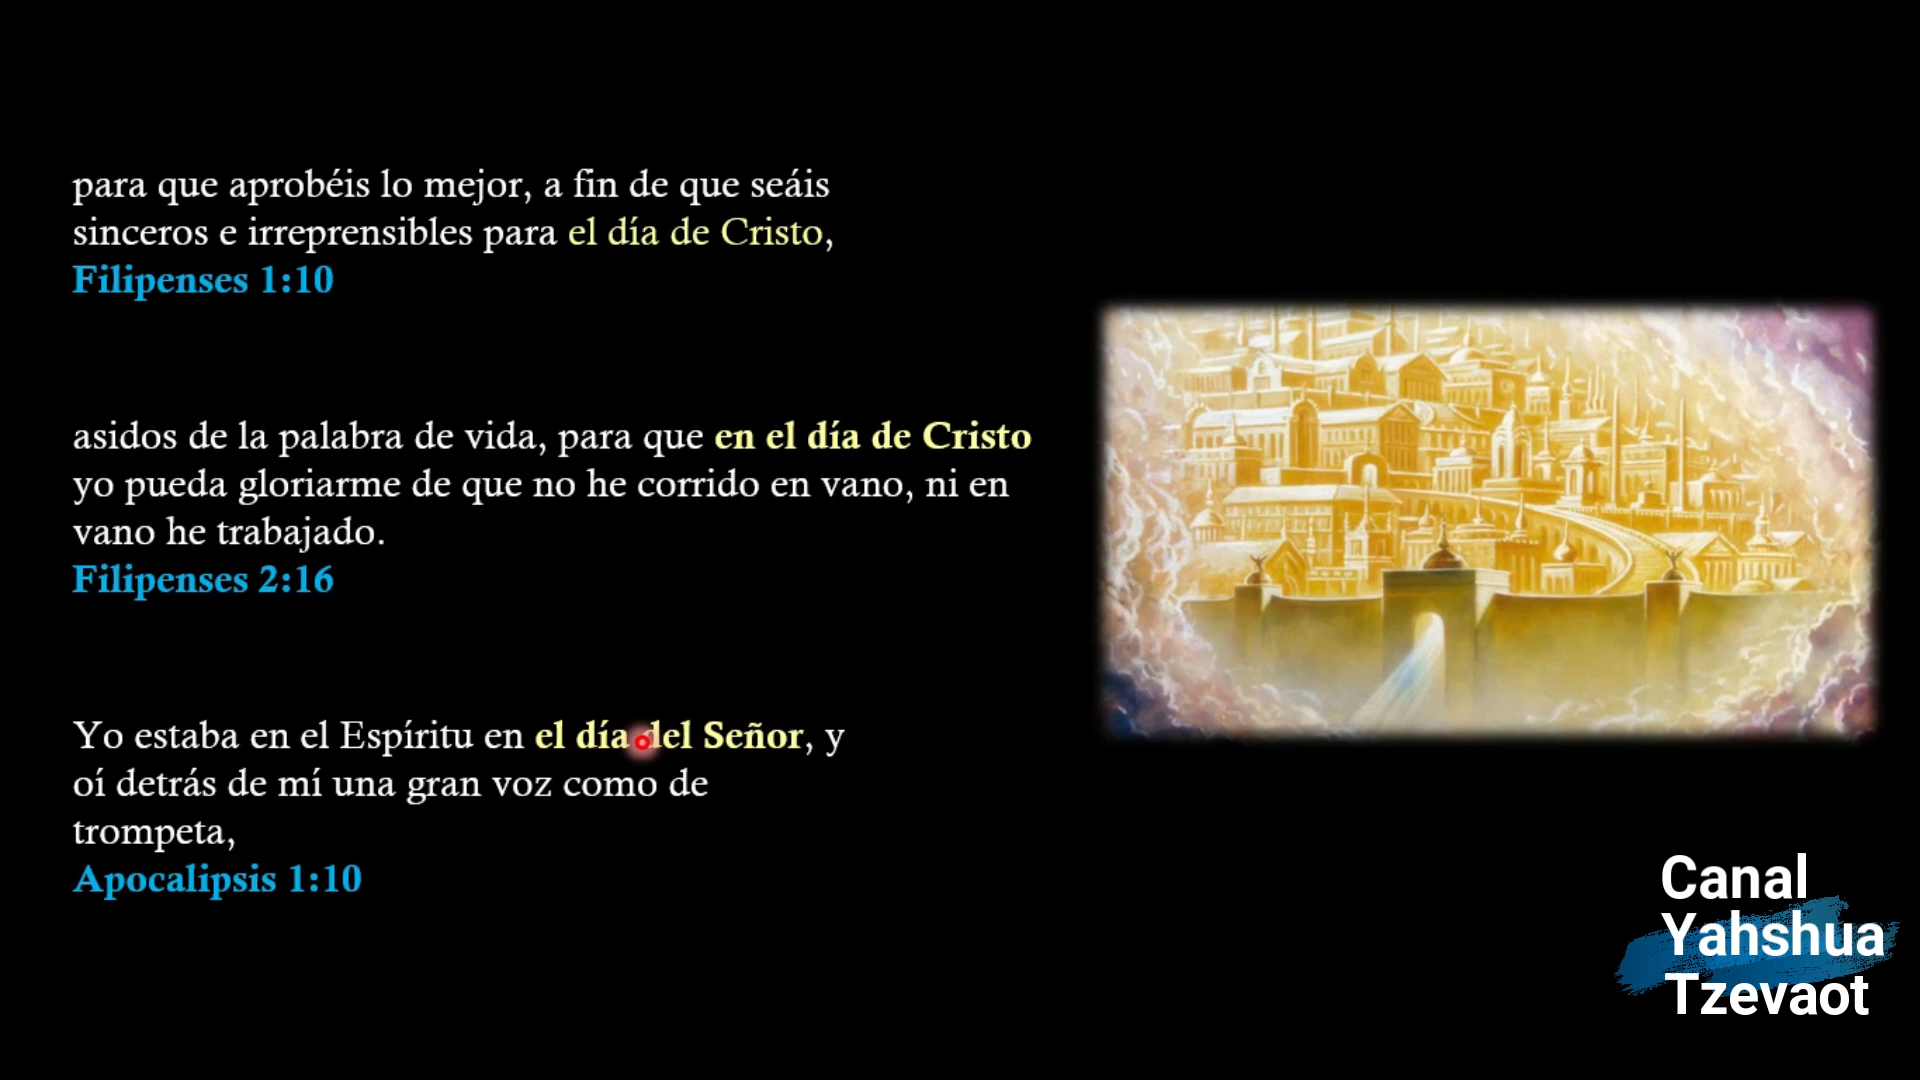 para que aprobéis lo mejor, a fin de que seáis
sinceros e irreprensibles para el día de Cristo,
Filipenses 1:10
asidos de la palabra de vida, para que en el día de Cristo
yo pueda gloriarme de que no he corrido en vano, ni en
vano he trabajado.
Filipenses 2:16
Yo estaba en el Espíritu en el día del Señor, y
oí detrás de mí una gran voz como de
trompeta,
Apocalipsis 1:10
Canal
Yahshua
Tzevaot